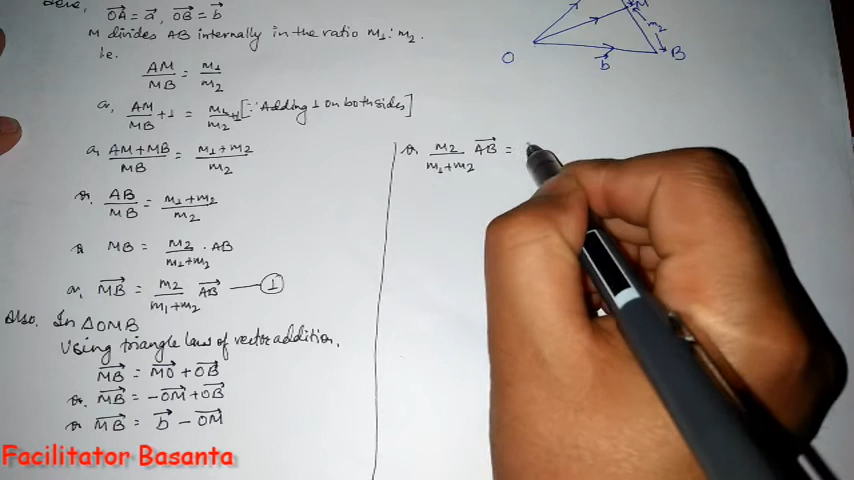 Here,
OA = a, OB = b
M divides AB internally in the ratio m₁:m₂.
i.e.
AM/MB = m₁/m₂
or, AM/MB + 1 = m₁/m₂ + 1 [∵ Adding 1 on both sides]
or, (AM + MB)/MB = (m₁ + m₂)/m₂
or. AB/MB = (m₁ + m₂)/m₂
or MB = m₂/(m₁+m₂) . AB
or, MB = m₂/(m₁+m₂) AB — ①
Also, In △OMB
Using triangle law of vector addition.
MB = MO + OB
or. MB = -OM + OB
or MB = b - OM
or m₂/(m₁+m₂) AB =
O
b
B
M
m₂
Facilitator Basanta